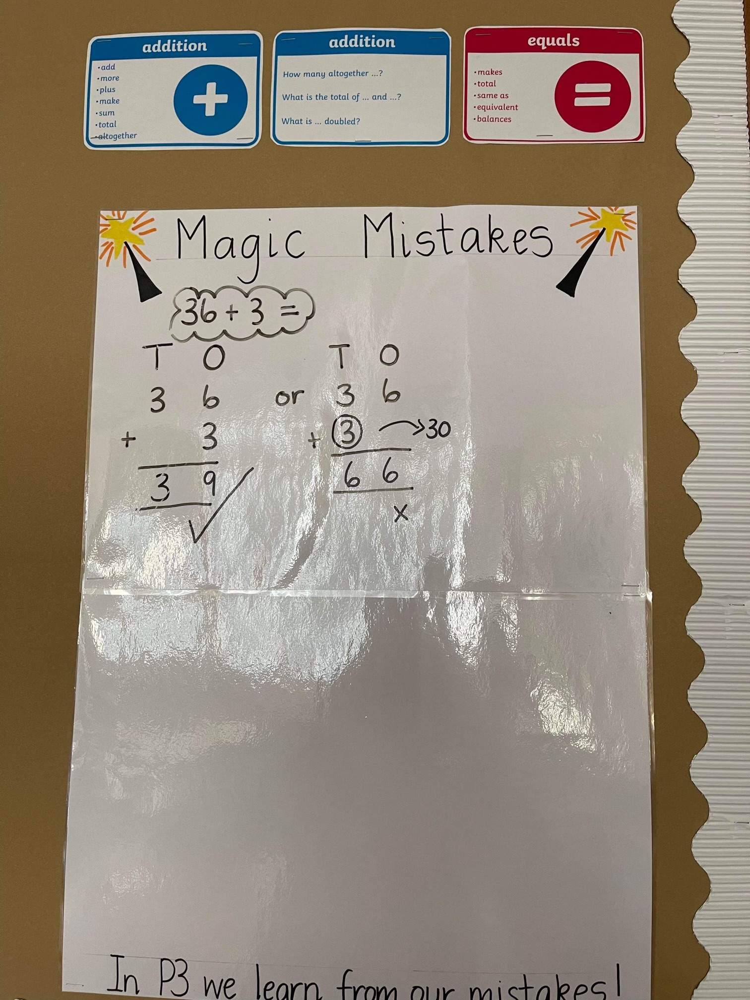 addition
•add
•more
•plus
•make
•sum
•total
•altogether
+
addition
How many altogether ...?
What is the total of ... and ...?
What is ... doubled?
equals
•makes
•total
•same as
•equivalent
•balances
=
Magic Mistakes
36 + 3 =
T O T O
3 6 or 3 6
+ 3 + 3 → 30
3 9 6 6
✓ x
In P3 we learn from our mistakes!